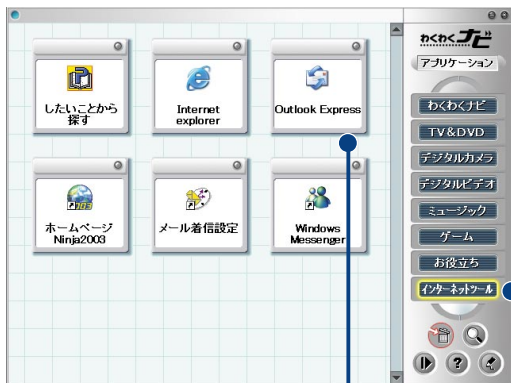 わくわくナビ
アプリケーション
したいことから
探す
Internet
explorer
Outlook Express
ホームページ
Ninja2003
メール着信設定
Windows
Messenger
わくわくナビ
TV&DVD
デジタルカメラ
デジタルビデオ
ミュージック
ゲーム
お役立ち
インターネットツール
?